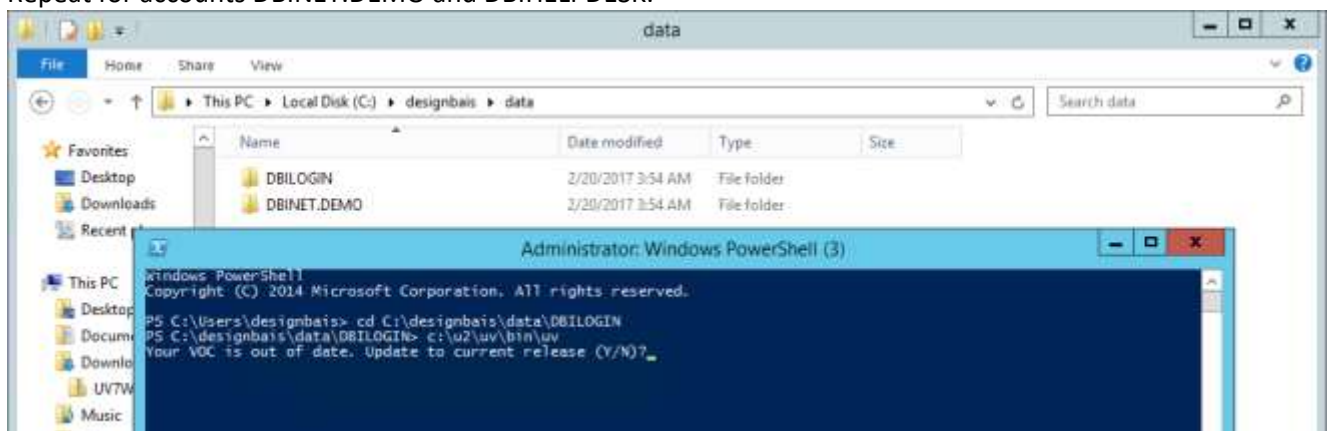 Repeat for accounts DBINET.DEMO and DBIHELPDESK.
data
File Home Share View
This PC Local Disk (C:) designbais data
Search data
Name Date modified Type Size
Favorites
Desktop DBILOGIN 2/20/2017 3:54 AM File folder
Downloads DBINET.DEMO 2/20/2017 3:54 AM File folder
Recent
Administrator: Windows PowerShell (3)
Windows PowerShell
This PC Copyright (C) 2014 Microsoft Corporation. All rights reserved.
Desktop
PS C:\Users\designbais> cd C:\designbais\data\DBILOGIN
Docum PS C:\designbais\data\DBILOGIN> c:\u2\uv\bin\uv
Downlo Your VOC is out of date. Update to current release (Y/N)?_
UV7W
Music